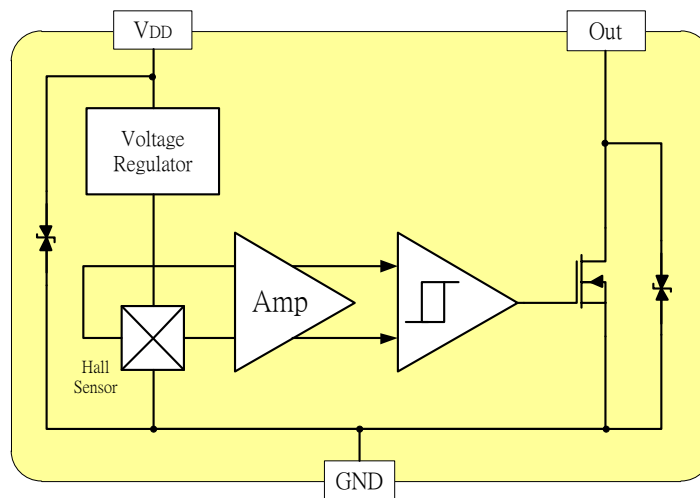 VDD
Out
Voltage
Regulator
Amp
Hall
Sensor
GND